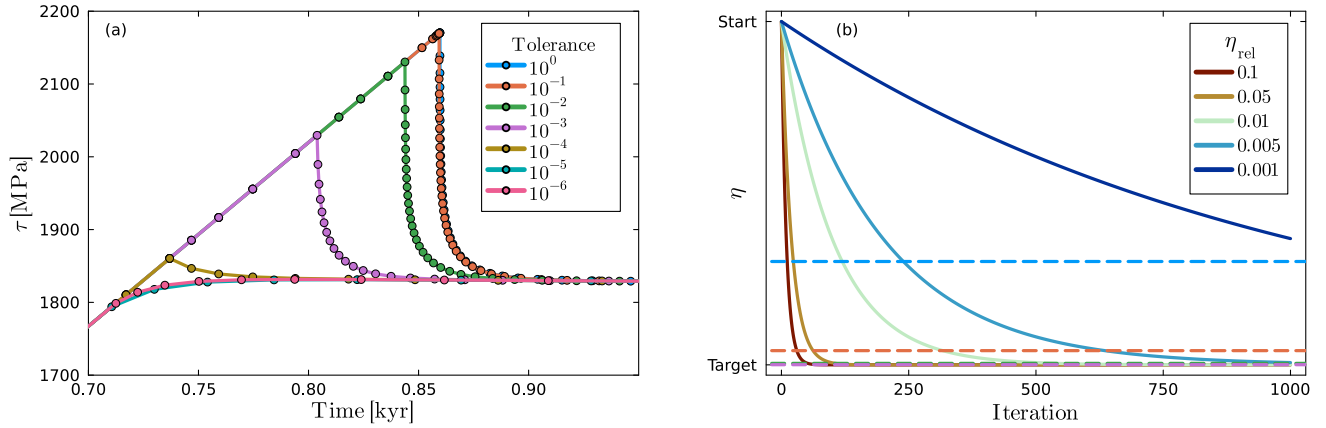 (a)
2200
2100
2000
1900
1800
1700
τ [MPa]
0.70
0.75
0.80
0.85
0.90
Time [kyr]
Tolerance
10⁰
10⁻¹
10⁻²
10⁻³
10⁻⁴
10⁻⁵
10⁻⁶
(b)
Start
Target
η
0
250
500
750
1000
Iteration
η_rel
0.1
0.05
0.01
0.005
0.001